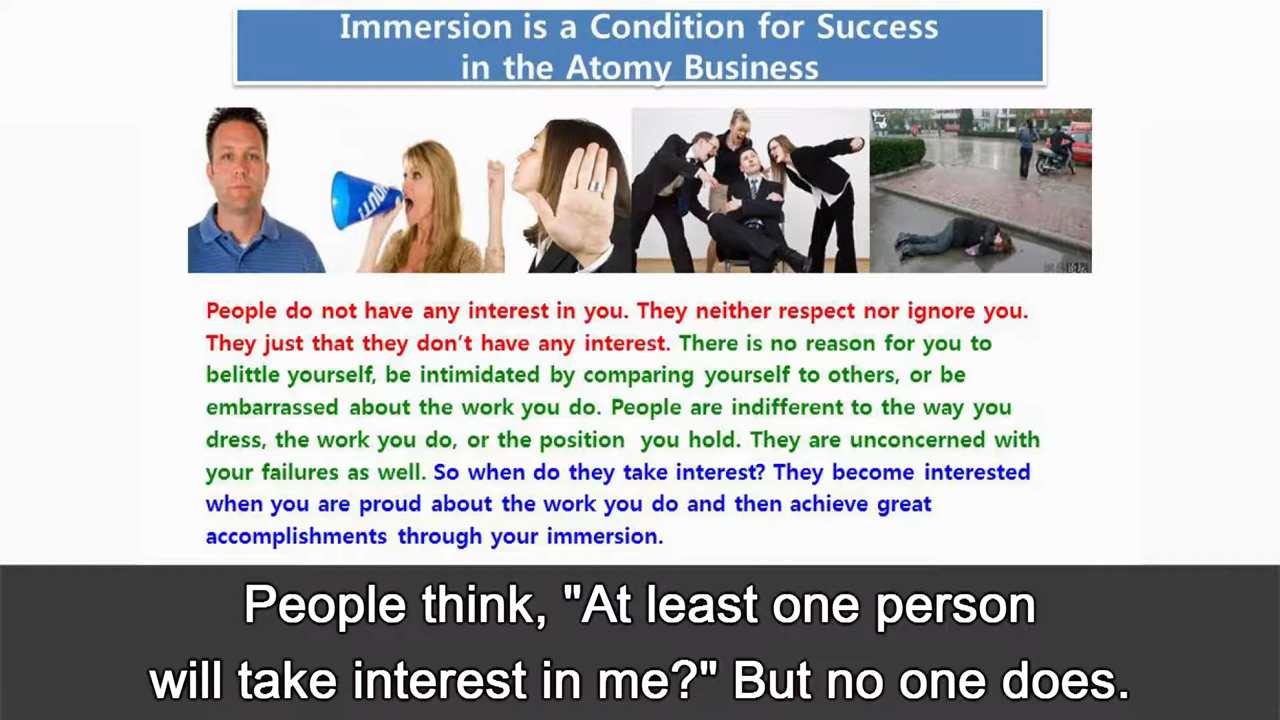 Immersion is a Condition for Success
in the Atomy Business
People do not have any interest in you. They neither respect nor ignore you.
They just that they don’t have any interest. There is no reason for you to
belittle yourself, be intimidated by comparing yourself to others, or be
embarrassed about the work you do. People are indifferent to the way you
dress, the work you do, or the position you hold. They are unconcerned with
your failures as well. So when do they take interest? They become interested
when you are proud about the work you do and then achieve great
accomplishments through your immersion.
People think, "At least one person
will take interest in me?" But no one does.